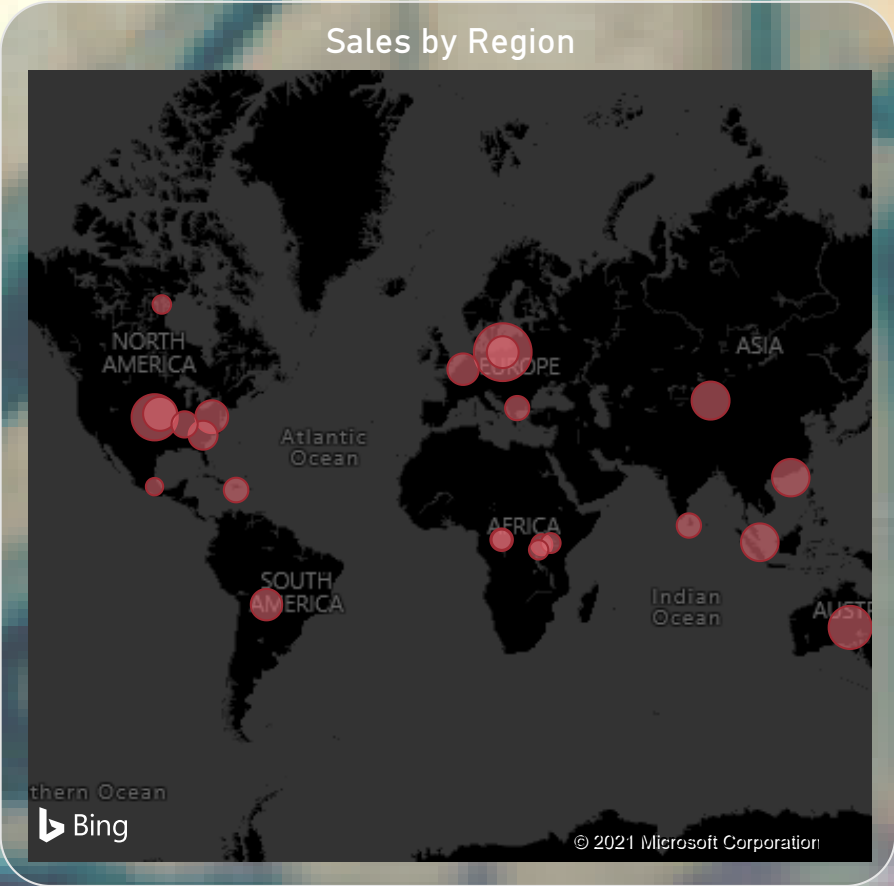 Sales by Region
NORTH
AMERICA
EUROPE
ASIA
Atlantic
Ocean
AFRICA
SOUTH
AMERICA
Indian
Ocean
AUSTR
thern Ocean
Bing
© 2021 Microsoft Corporation